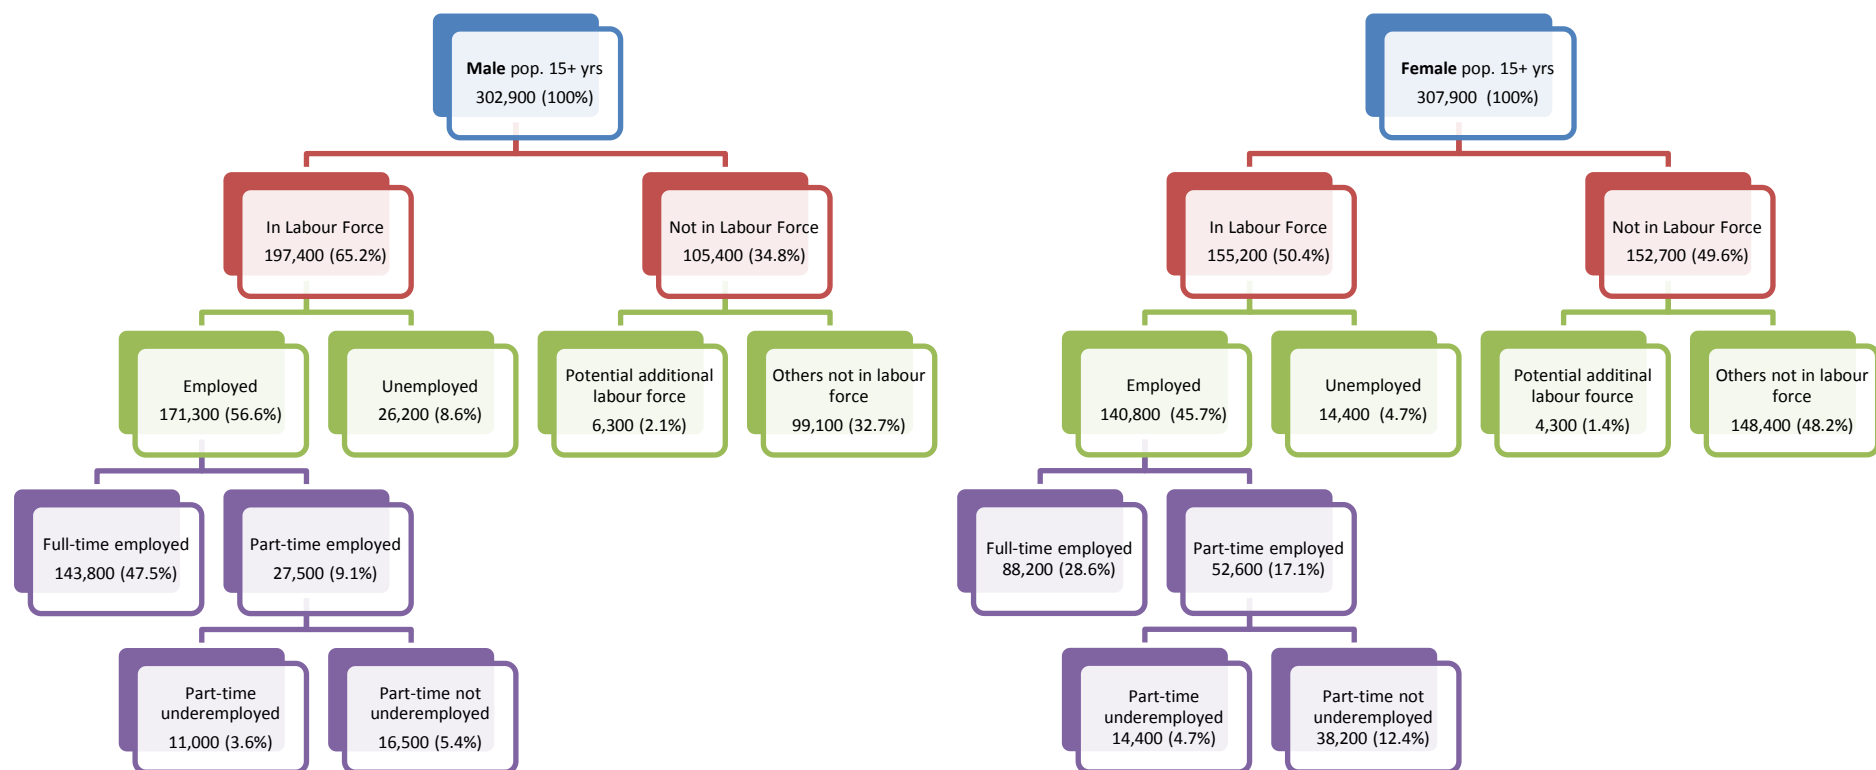 Male pop. 15+ yrs
302,900 (100%)
In Labour Force
197,400 (65.2%)
Not in Labour Force
105,400 (34.8%)
Employed
171,300 (56.6%)
Unemployed
26,200 (8.6%)
Potential additional
labour force
6,300 (2.1%)
Others not in labour
force
99,100 (32.7%)
Full-time employed
143,800 (47.5%)
Part-time employed
27,500 (9.1%)
Part-time
underemployed
11,000 (3.6%)
Part-time not
underemployed
16,500 (5.4%)
Female pop. 15+ yrs
307,900 (100%)
In Labour Force
155,200 (50.4%)
Not in Labour Force
152,700 (49.6%)
Employed
140,800 (45.7%)
Unemployed
14,400 (4.7%)
Potential additinal
labour fource
4,300 (1.4%)
Others not in labour
force
148,400 (48.2%)
Full-time employed
88,200 (28.6%)
Part-time employed
52,600 (17.1%)
Part-time
underemployed
14,400 (4.7%)
Part-time not
underemployed
38,200 (12.4%)